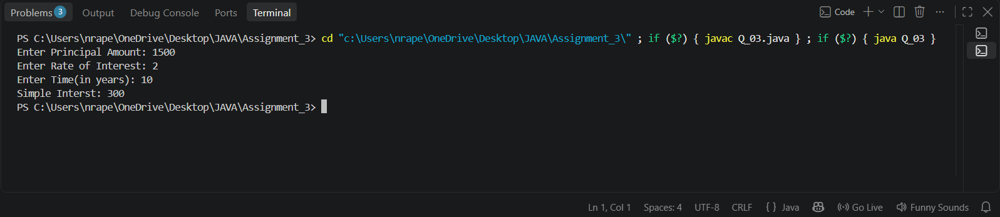 Problems 3 Output Debug Console Ports Terminal Code
PS C:\Users\nrape\OneDrive\Desktop\JAVA\Assignment_3> cd "c:\Users\nrape\OneDrive\Desktop\JAVA\Assignment_3\" ; if ($?) { javac Q_03.java } ; if ($?) { java Q_03 }
Enter Principal Amount: 1500
Enter Rate of Interest: 2
Enter Time(in years): 10
Simple Interst: 300
PS C:\Users\nrape\OneDrive\Desktop\JAVA\Assignment_3>
Ln 1, Col 1 Spaces: 4 UTF-8 CRLF { } Java Go Live Funny Sounds